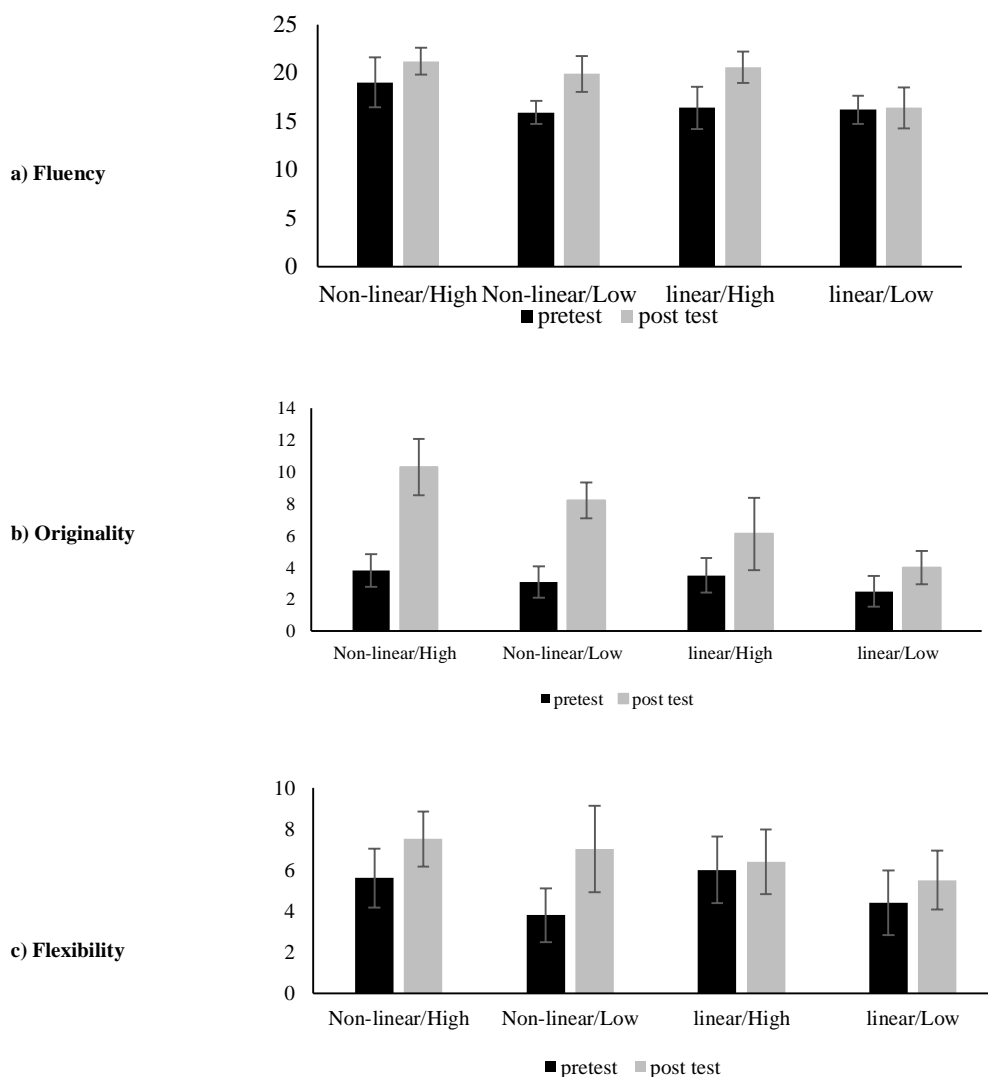 25
20
15
10
5
0
a) Fluency
Non-linear/High Non-linear/Low linear/High linear/Low
pretest post test
14
12
10
8
6
4
2
0
b) Originality
Non-linear/High Non-linear/Low linear/High linear/Low
pretest post test
10
8
6
4
2
0
c) Flexibility
Non-linear/High Non-linear/Low linear/High linear/Low
pretest post test